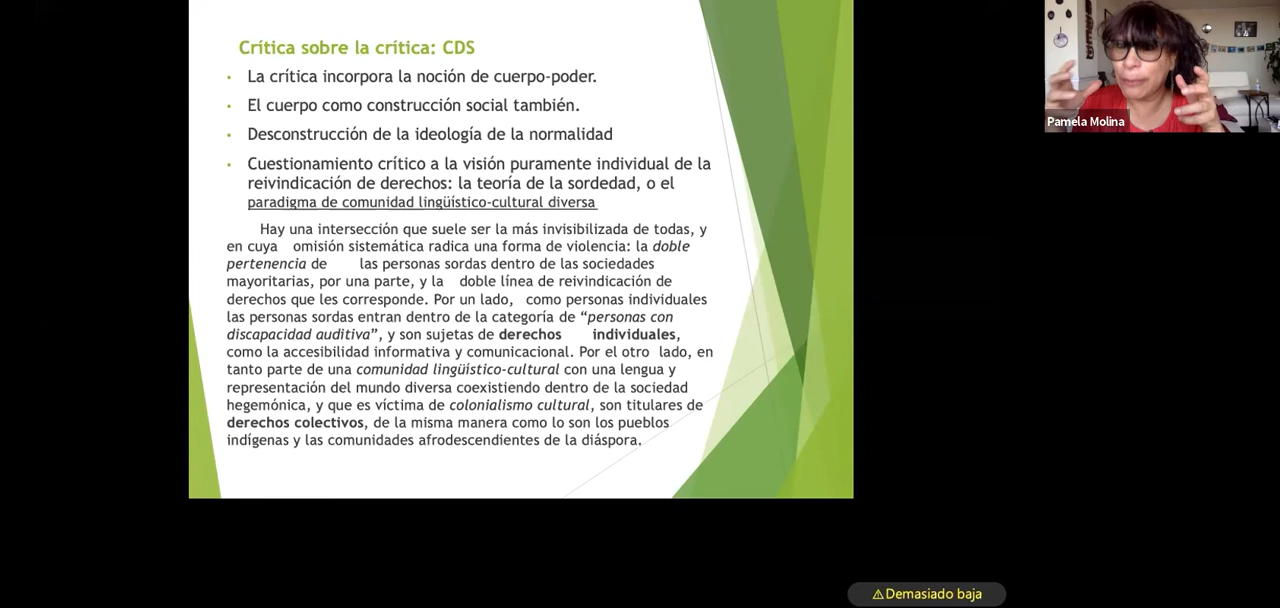 Crítica sobre la crítica: CDS
• La crítica incorpora la noción de cuerpo-poder.
• El cuerpo como construcción social también.
• Desconstrucción de la ideología de la normalidad
• Cuestionamiento crítico a la visión puramente individual de la
reivindicación de derechos: la teoría de la sordedad, o el
paradigma de comunidad lingüístico-cultural diversa
Hay una intersección que suele ser la más invisibilizada de todas, y
en cuya omisión sistemática radica una forma de violencia: la doble
pertenencia de las personas sordas dentro de las sociedades
mayoritarias, por una parte, y la doble línea de reivindicación de
derechos que les corresponde. Por un lado, como personas individuales
las personas sordas entran dentro de la categoría de “personas con
discapacidad auditiva”, y son sujetas de derechos individuales,
como la accesibilidad informativa y comunicacional. Por el otro lado, en
tanto parte de una comunidad lingüístico-cultural con una lengua y
representación del mundo diversa coexistiendo dentro de la sociedad
hegemónica, y que es víctima de colonialismo cultural, son titulares de
derechos colectivos, de la misma manera como lo son los pueblos
indígenas y las comunidades afrodescendientes de la diáspora.
Pamela Molina
⚠Demasiado baja